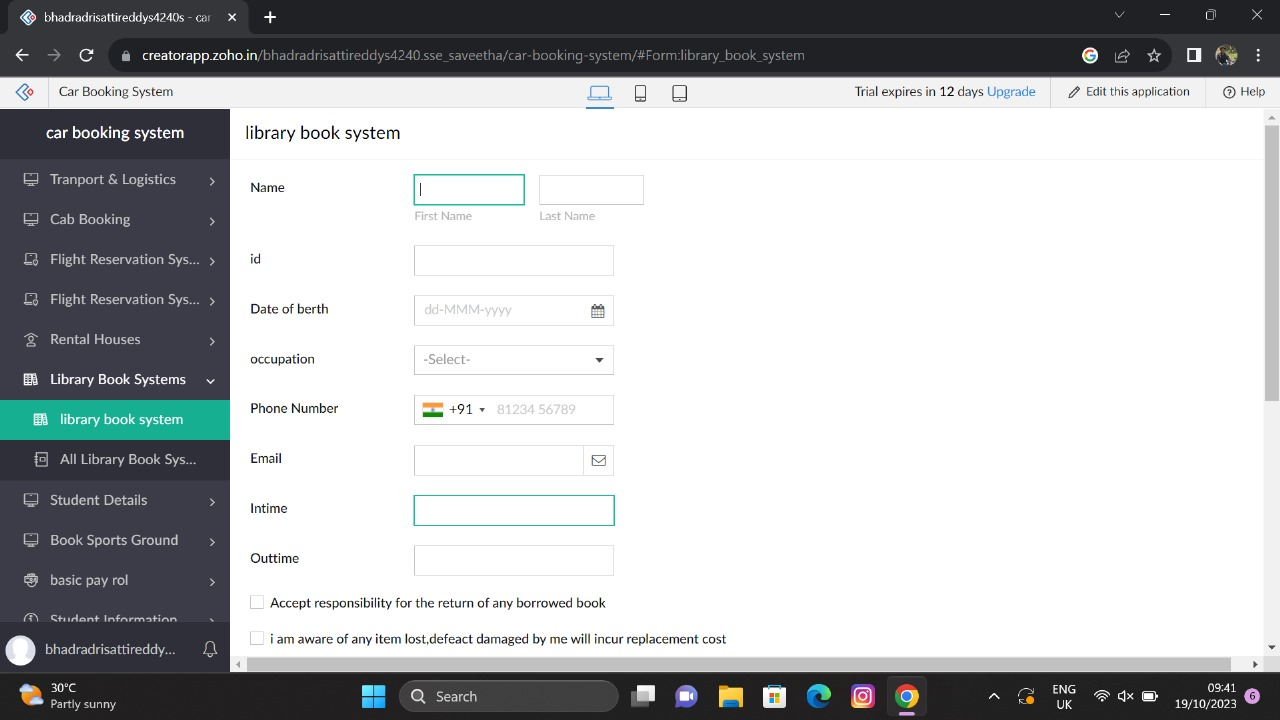 bhadradrisattireddys4240s - car
creatorapp.zoho.in/bhadradrisattireddys4240.sse_saveetha/car-booking-system/#Form:library_book_system
Car Booking System
Trial expires in 12 days Upgrade
Edit this application
Help
car booking system
Tranport & Logistics
Cab Booking
Flight Reservation Sys...
Flight Reservation Sys...
Rental Houses
Library Book Systems
library book system
All Library Book Sys...
Student Details
Book Sports Ground
basic pay rol
Student Information
bhadradrisattireddy...
library book system
Name
First Name
Last Name
id
Date of berth
dd-MMM-yyyy
occupation
-Select-
Phone Number
+91
81234 56789
Email
Intime
Outtime
Accept responsibility for the return of any borrowed book
i am aware of any item lost,defeact damaged by me will incur replacement cost
30°C
Partly sunny
Search
ENG
UK
09:41
19/10/2023
6